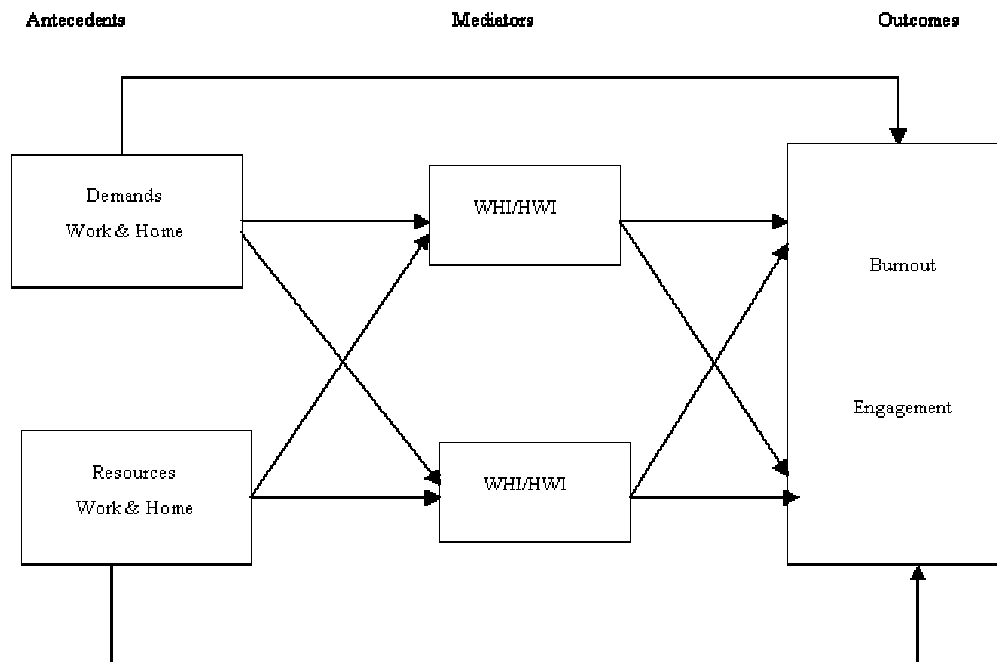 Antecedents
Mediators
Outcomes
Demands
Work & Home
WHI/HWI
Burnout
Engagement
Resources
Work & Home
WHI/HWI